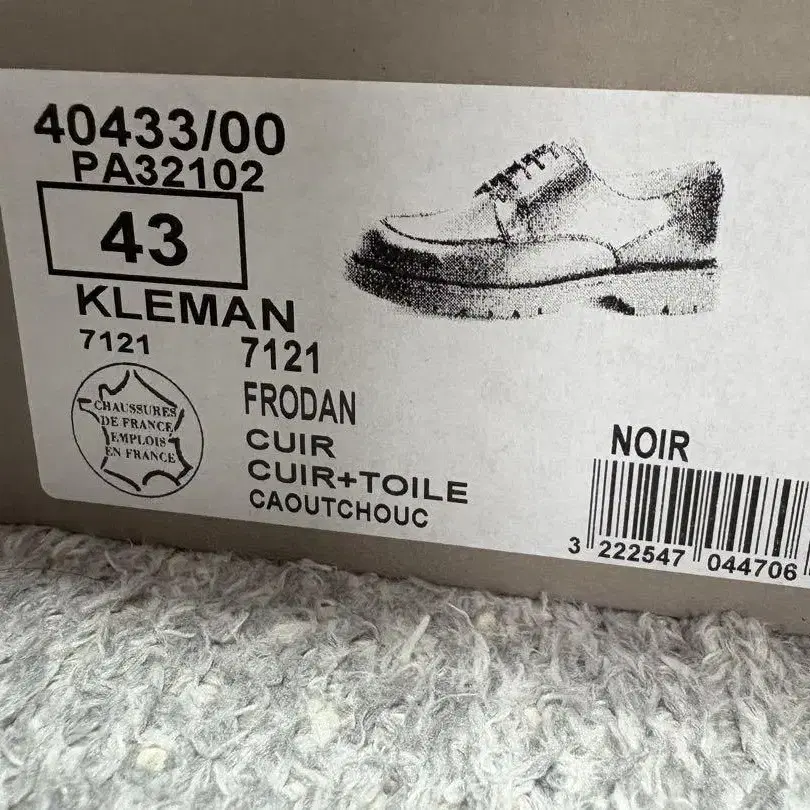 40433/00
PA32102
43
KLEMAN
7121
7121
FRODAN
CUIR
CUIR+TOILE
CAOUTCHOUC
CHAUSSURES
DE FRANCE
EMPLOIS
EN FRANCE
NOIR
3 222547 044706